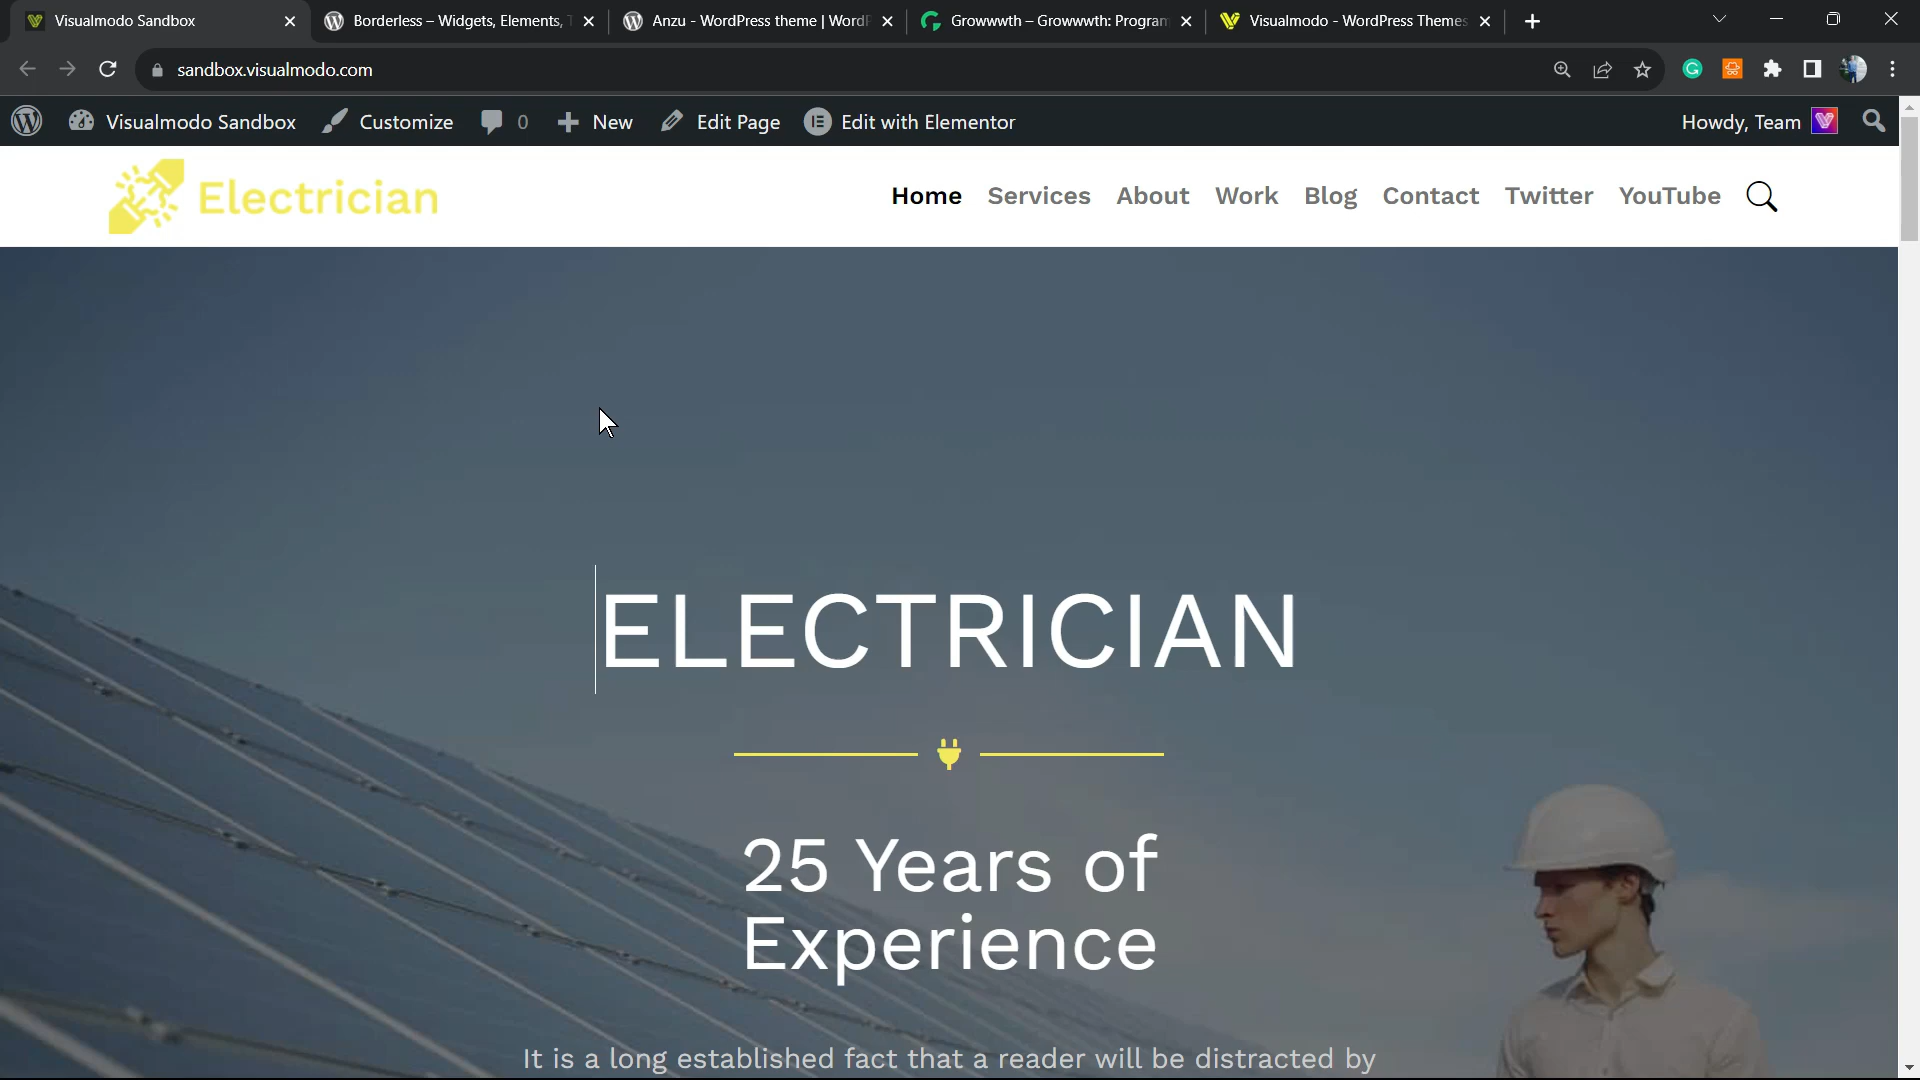 Visualmodo Sandbox
Borderless – Widgets, Elements,
Anzu - WordPress theme | Word
Growwwth – Growwwth: Program
Visualmodo - WordPress Themes
sandbox.visualmodo.com
Visualmodo Sandbox
Customize
0
New
Edit Page
Edit with Elementor
Howdy, Team
Electrician
Home
Services
About
Work
Blog
Contact
Twitter
YouTube
ELECTRICIAN
25 Years of
Experience
It is a long established fact that a reader will be distracted by